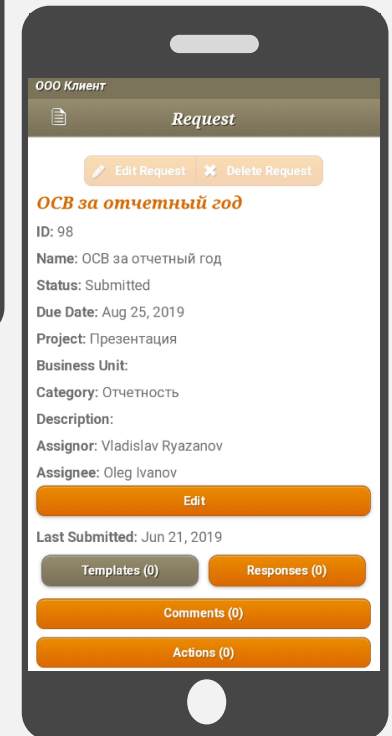 ООО Клиент
Request
Edit Request Delete Request
ОСВ за отчетный год
ID: 98
Name: ОСВ за отчетный год
Status: Submitted
Due Date: Aug 25, 2019
Project: Презентация
Business Unit:
Category: Отчетность
Description:
Assignor: Vladislav Ryazanov
Assignee: Oleg Ivanov
Edit
Last Submitted: Jun 21, 2019
Templates (0) Responses (0)
Comments (0)
Actions (0)